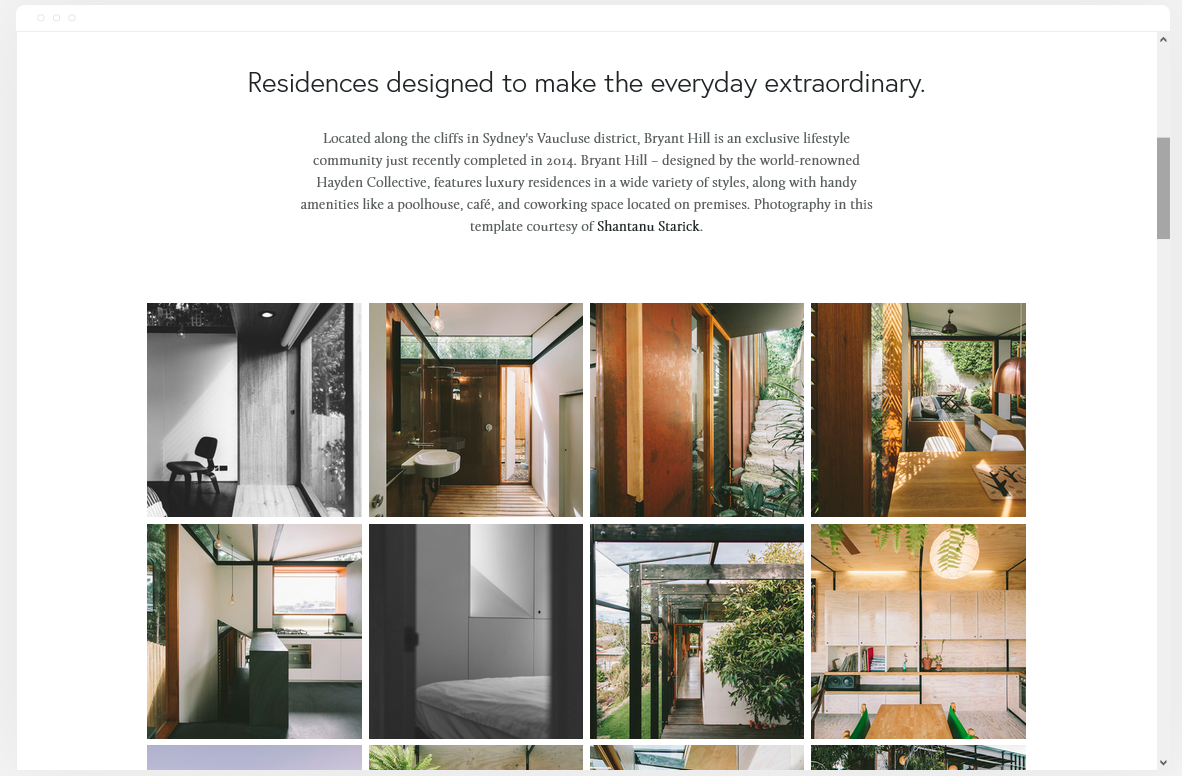 Residences designed to make the everyday extraordinary.
Located along the cliffs in Sydney's Vaucluse district, Bryant Hill is an exclusive lifestyle
community just recently completed in 2014. Bryant Hill – designed by the world-renowned
Hayden Collective, features luxury residences in a wide variety of styles, along with handy
amenities like a poolhouse, café, and coworking space located on premises. Photography in this
template courtesy of Shantanu Starick.